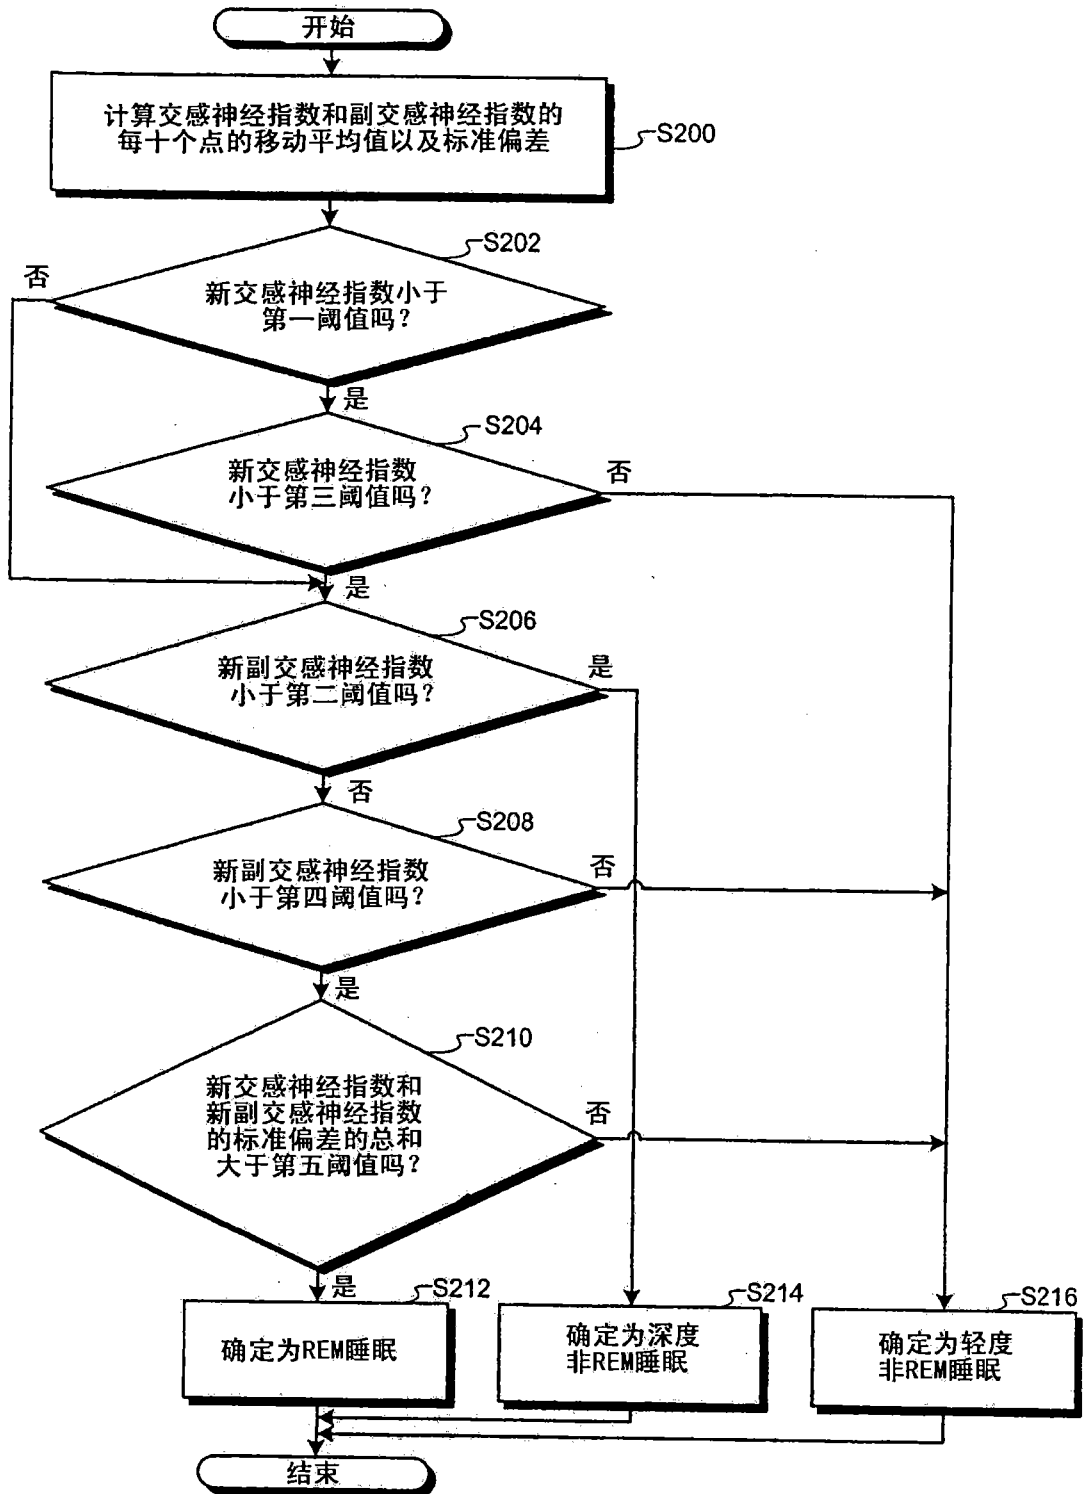 开始
计算交感神经指数和副交感神经指数的
每十个点的移动平均值以及标准偏差
S200
S202
否
新交感神经指数小于
第一阈值吗？
是
S204
新交感神经指数
小于第三阈值吗？
否
是
S206
新副交感神经指数
小于第二阈值吗？
是
否
S208
新副交感神经指数
小于第四阈值吗？
否
是
S210
新交感神经指数和
新副交感神经指数
的标准偏差的总和
大于第五阈值吗？
否
是
S212
确定为REM睡眠
S214
确定为深度
非REM睡眠
S216
确定为轻度
非REM睡眠
结束